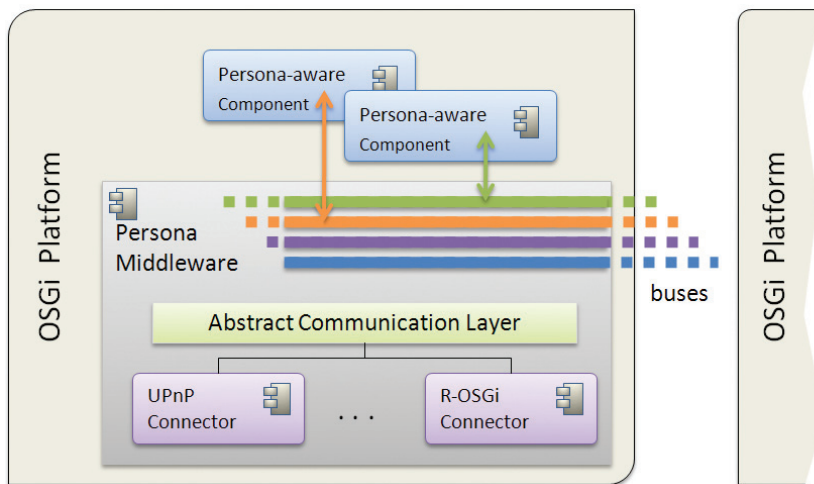 Persona-aware
Component
Persona-aware
Component
OSGi Platform
Persona
Middleware
buses
Abstract Communication Layer
UPnP
Connector
. . .
R-OSGi
Connector
OSGi Platform